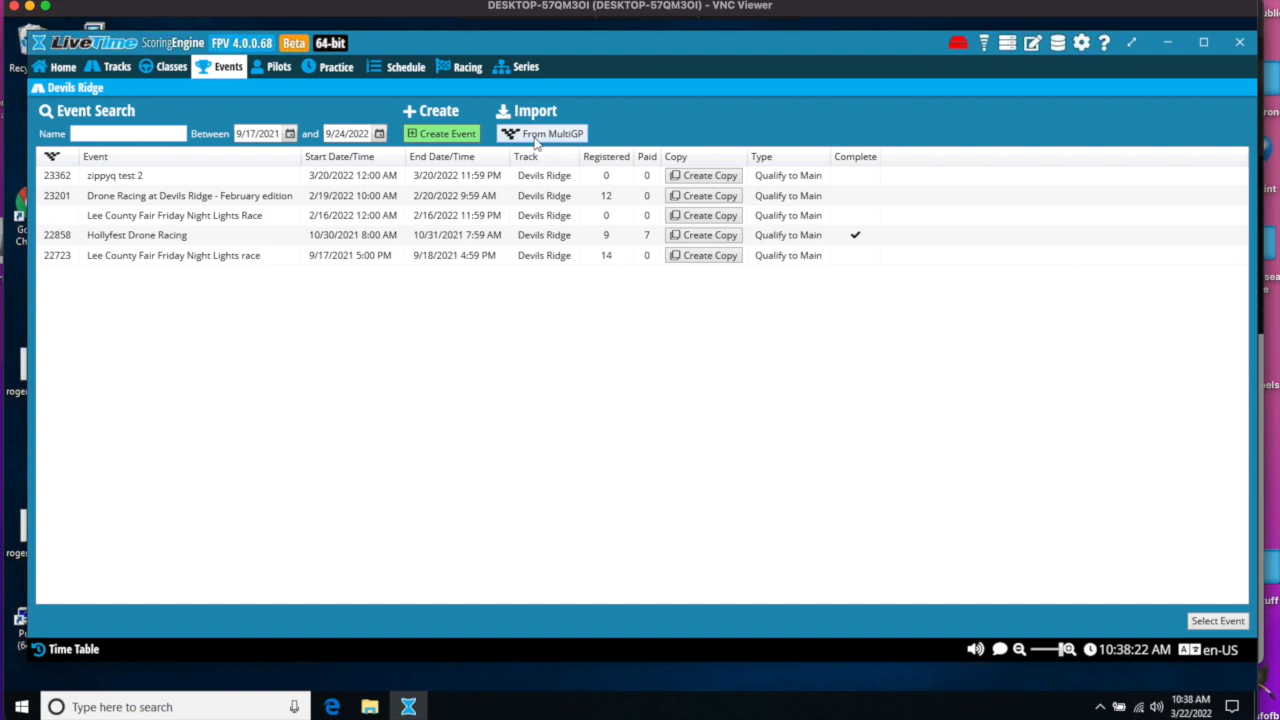 DESKTOP-57QM3OI (DESKTOP-57QM3OI) - VNC Viewer
LiveTime ScoringEngine FPV 4.0.0.68 Beta 64-bit
Home Tracks Classes Events Pilots Practice Schedule Racing Series
Devils Ridge
Event Search Create Import
Name Between 9/17/2021 and 9/24/2022 Create Event From MultiGP
Event Start Date/Time End Date/Time Track Registered Paid Copy Type Complete
23362 zippyq test 2 3/20/2022 12:00 AM 3/20/2022 11:59 PM Devils Ridge 0 0 Create Copy Qualify to Main
23201 Drone Racing at Devils Ridge - February edition 2/19/2022 10:00 AM 2/20/2022 9:59 AM Devils Ridge 12 0 Create Copy Qualify to Main
Lee County Fair Friday Night Lights Race 2/16/2022 12:00 AM 2/16/2022 11:59 PM Devils Ridge 0 0 Create Copy Qualify to Main
22858 Hollyfest Drone Racing 10/30/2021 8:00 AM 10/31/2021 7:59 AM Devils Ridge 9 7 Create Copy Qualify to Main
22723 Lee County Fair Friday Night Lights race 9/17/2021 5:00 PM 9/18/2021 4:59 PM Devils Ridge 14 0 Create Copy Qualify to Main
Select Event
Time Table 10:38:22 AM en-US
Type here to search
10:38 AM
3/22/2022